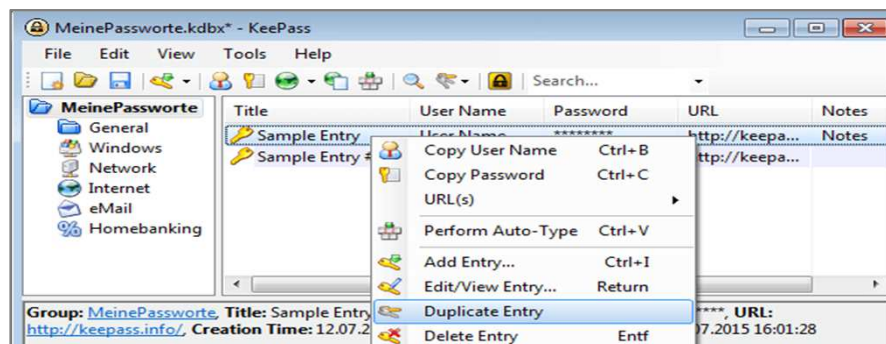 MeinePassworte.kdbx* - KeePass
File Edit View Tools Help
Search...
MeinePassworte
General
Windows
Network
Internet
eMail
Homebanking
Title User Name Password URL Notes
Sample Entry User Name ******** http://keepa... Notes
Sample Entry # ttp://keepa...
Copy User Name Ctrl+B
Copy Password Ctrl+C
URL(s)
Perform Auto-Type Ctrl+V
Add Entry... Ctrl+I
Edit/View Entry... Return
Duplicate Entry
Delete Entry Entf
Group: MeinePassworte, Title: Sample Entry ****, URL:
http://keepass.info/, Creation Time: 12.07.2 07.2015 16:01:28